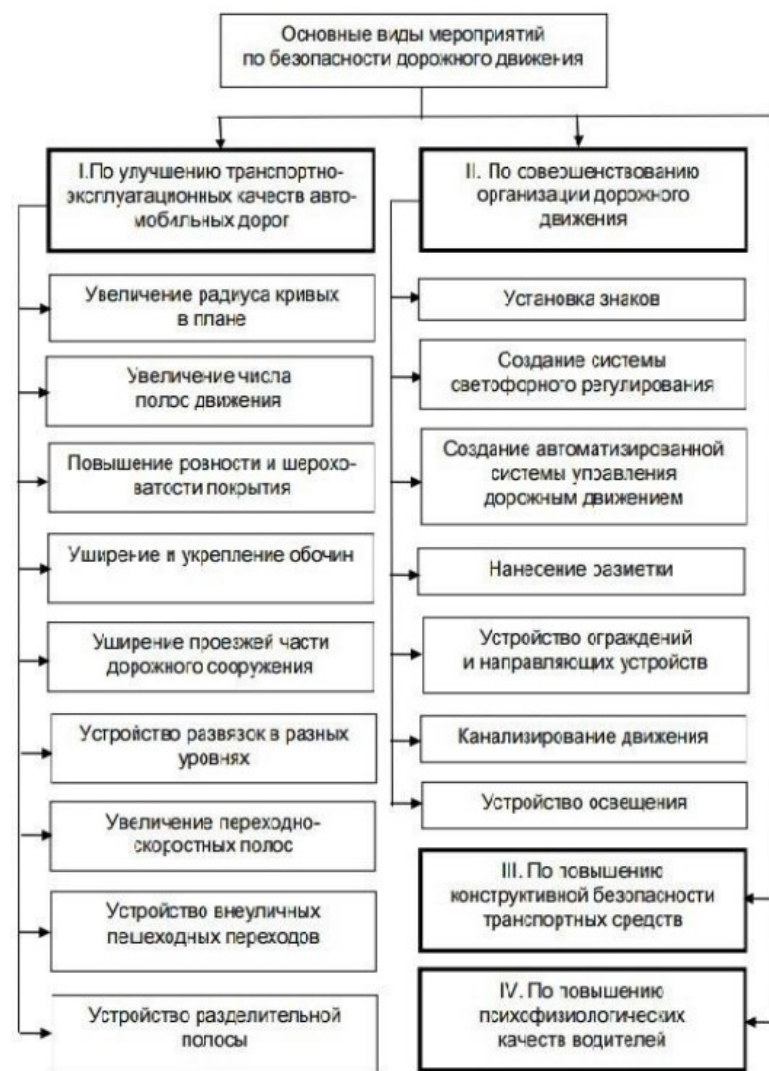 Основные виды мероприятий
по безопасности дорожного движения
I.По улучшению транспортно-
эксплуатационных качеств авто-
мобильных дорог
Увеличение радиуса кривых
в плане
Увеличение числа
полос движения
Повышение ровности и шерохо-
ватости покрытия
Уширение и укрепление обочин
Уширение проезжей части
дорожного сооружения
Устройство развязок в разных
уровнях
Увеличение переходно-
скоростных полос
Устройство внеуличных
пешеходных переходов
Устройство разделительной
полосы
II. По совершенствованию
организации дорожного
движения
Установка знаков
Создание системы
светофорного регулирования
Создание автоматизированной
системы управления
дорожным движением
Нанесение разметки
Устройство ограждений
и направляющих устройств
Канализирование движения
Устройство освещения
III. По повышению
конструктивной безопасности
транспортных средств
IV. По повышению
психофизиологических
качеств водителей